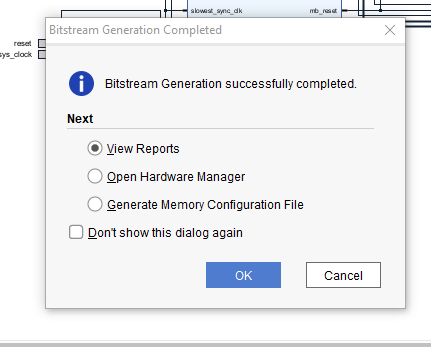 slowest_sync_clk mb_reset
Bitstream Generation Completed
reset
sys_clock
Bitstream Generation successfully completed.
Next
View Reports
Open Hardware Manager
Generate Memory Configuration File
Don't show this dialog again
OK Cancel